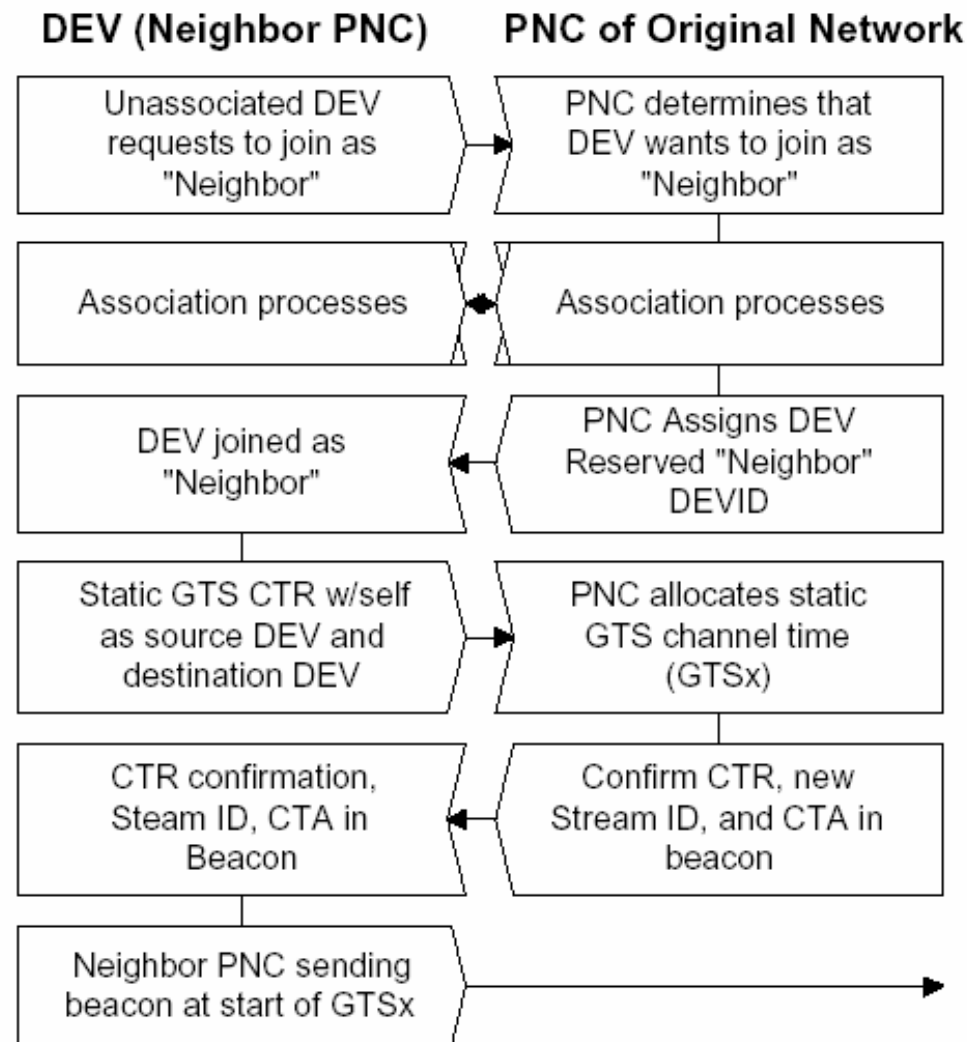 DEV (Neighbor PNC)
PNC of Original Network
Unassociated DEV
requests to join as
"Neighbor"
PNC determines that
DEV wants to join as
"Neighbor"
Association processes
Association processes
DEV joined as
"Neighbor"
PNC Assigns DEV
Reserved "Neighbor"
DEVID
Static GTS CTR w/self
as source DEV and
destination DEV
PNC allocates static
GTS channel time
(GTSx)
CTR confirmation,
Steam ID, CTA in
Beacon
Confirm CTR, new
Stream ID, and CTA in
beacon
Neighbor PNC sending
beacon at start of GTSx